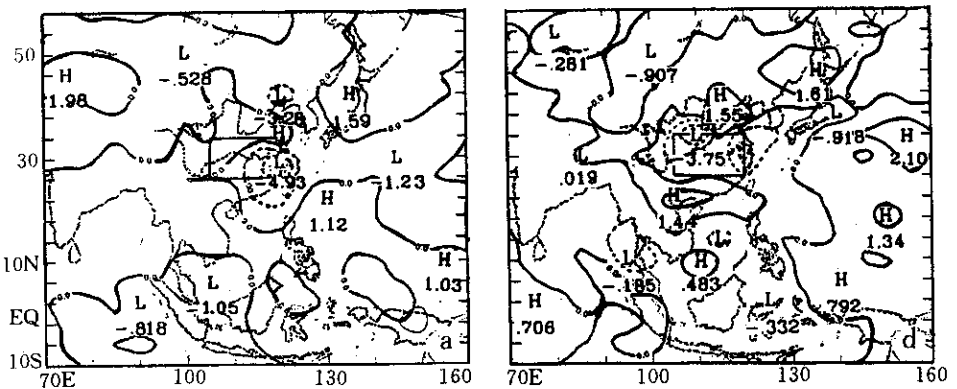 50
30
10N
EQ
10S
70E
100
130
160
H
1.98
L
-.528
L
H
1.59
L
-4.93
L
-1.23
H
1.12
H
1.03
L
-1.05
L
-.818
a
70E
100
130
160
L
-.281
L
-.907
H
1.55
H
1.61
L
-.918
H
2.10
L
-3.75
L
.019
H
1.44
H
1.34
L
L
-.185
H
.483
H
.706
L
-.332
H
.792
d